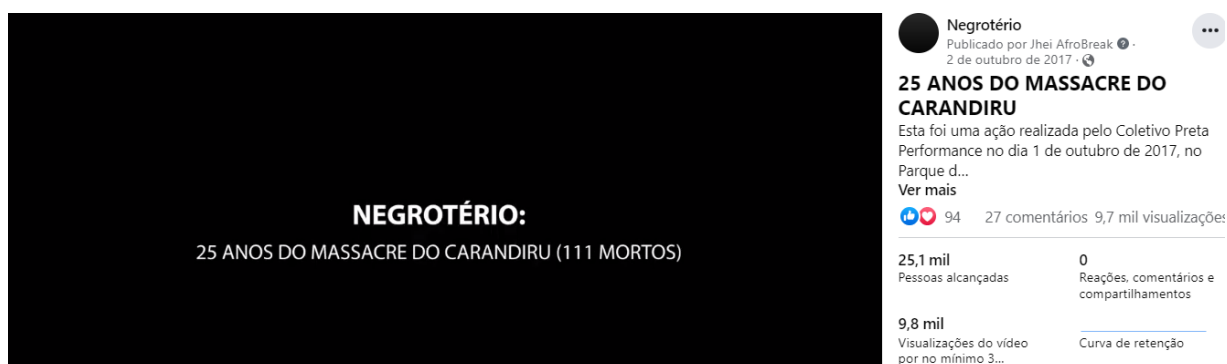 NEGROTÉRIO:
25 ANOS DO MASSACRE DO CARANDIRU (111 MORTOS)
Negrotério
Publicado por Jhei AfroBreak ·
2 de outubro de 2017 ·
25 ANOS DO MASSACRE DO
CARANDIRU
Esta foi uma ação realizada pelo Coletivo Preta
Performance no dia 1 de outubro de 2017, no
Parque d...
Ver mais
94 27 comentários 9,7 mil visualizações
25,1 mil
Pessoas alcançadas
0
Reações, comentários e
compartilhamentos
9,8 mil
Visualizações do vídeo
por no mínimo 3...
Curva de retenção